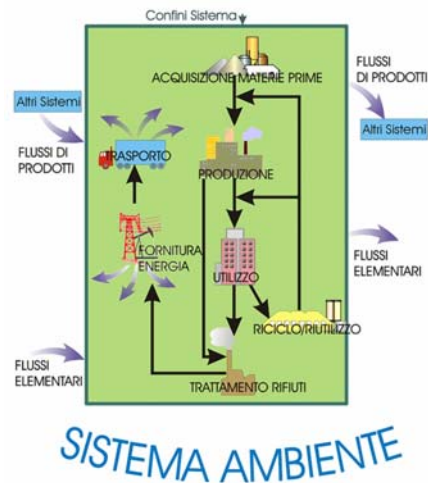 Confini Sistema
ACQUISIZIONE MATERIE PRIME
FLUSSI
DI PRODOTTI
Altri Sistemi
Altri Sistemi
FLUSSI DI
PRODOTTI
TRASPORTO
PRODUZIONE
FORNITURA
ENERGIA
UTILIZZO
FLUSSI
ELEMENTARI
RICICLO/RIUTILIZZO
FLUSSI
ELEMENTARI
TRATTAMENTO RIFIUTI
SISTEMA AMBIENTE